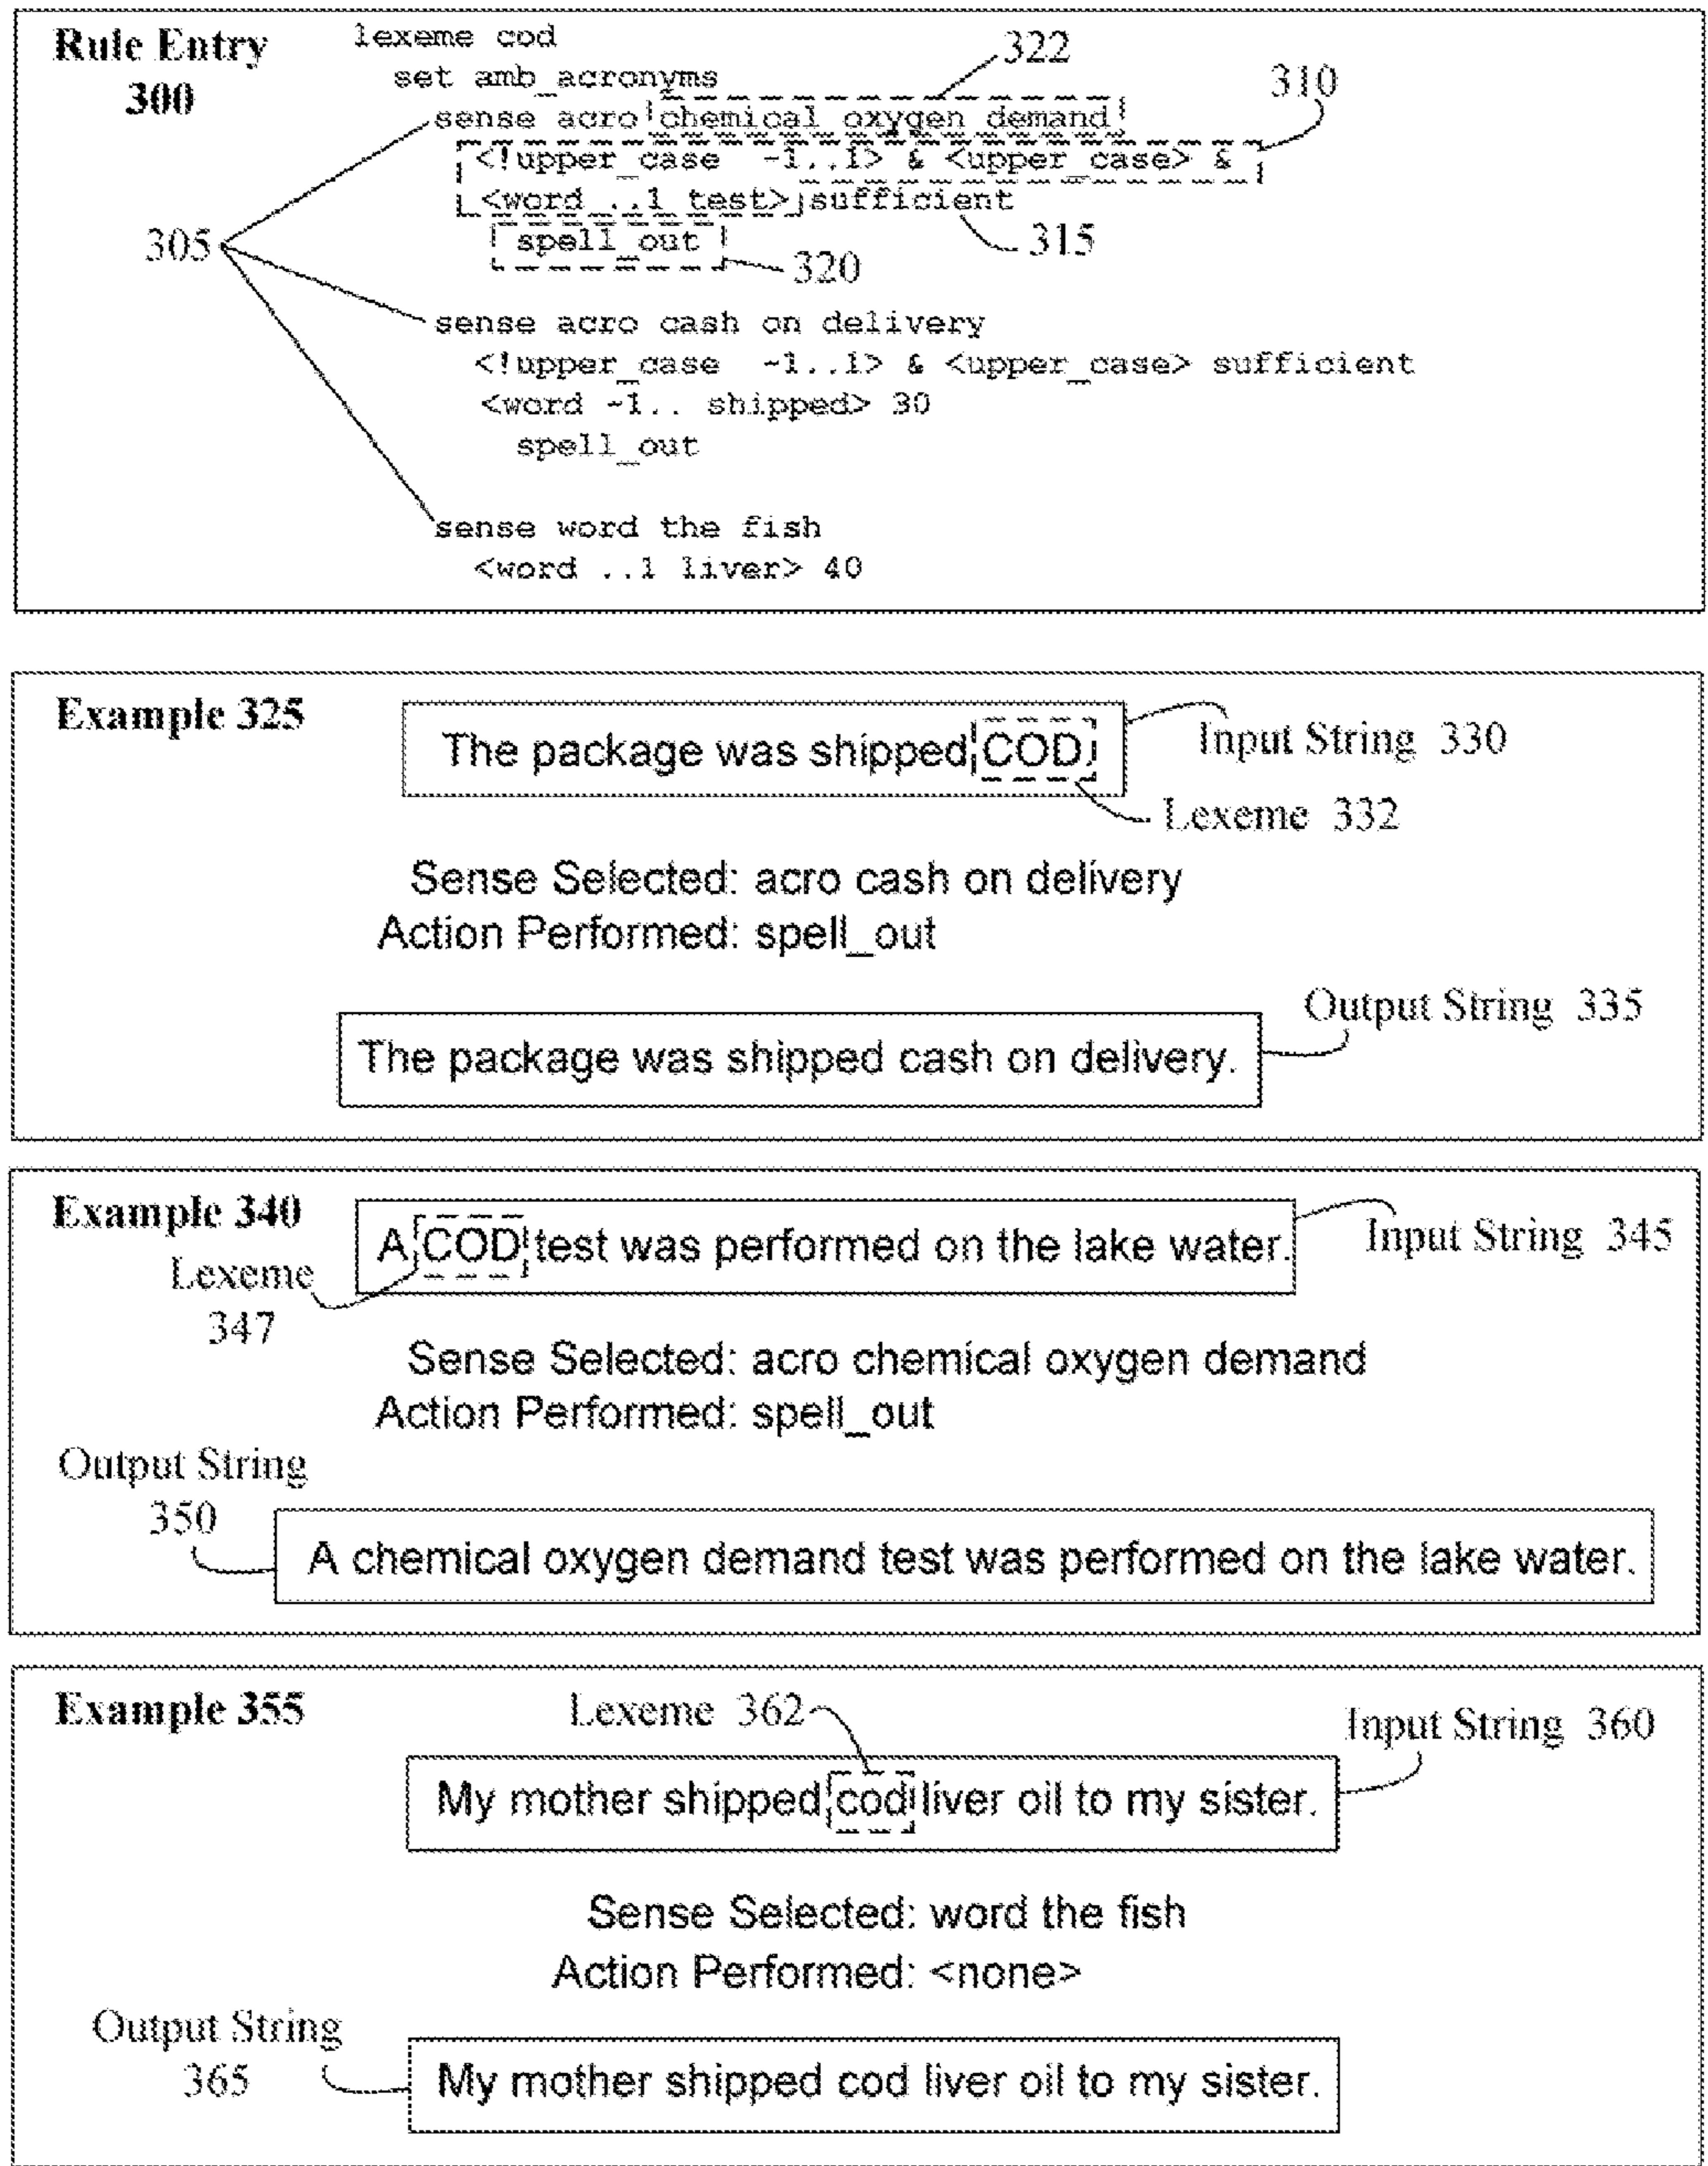 Rule Entry
300
lexeme cod
set amb_acronyms
322
310
sense acro chemical oxygen demand
<!upper_case -1..1> & <upper_case> &
<word ..1 test> sufficient
315
spell_out
320
305
sense acro cash on delivery
<!upper_case -1..1> & <upper_case> sufficient
<word -1.. shipped> 30
spell_out
sense word the fish
<word ..1 liver> 40
Example 325
The package was shipped COD
Input String 330
Lexeme 332
Sense Selected: acro cash on delivery
Action Performed: spell_out
Output String 335
The package was shipped cash on delivery.
Example 340
A COD test was performed on the lake water.
Input String 345
Lexeme
347
Sense Selected: acro chemical oxygen demand
Action Performed: spell_out
Output String
350
A chemical oxygen demand test was performed on the lake water.
Example 355
Lexeme 362
Input String 360
My mother shipped cod liver oil to my sister.
Sense Selected: word the fish
Action Performed: <none>
Output String
365
My mother shipped cod liver oil to my sister.